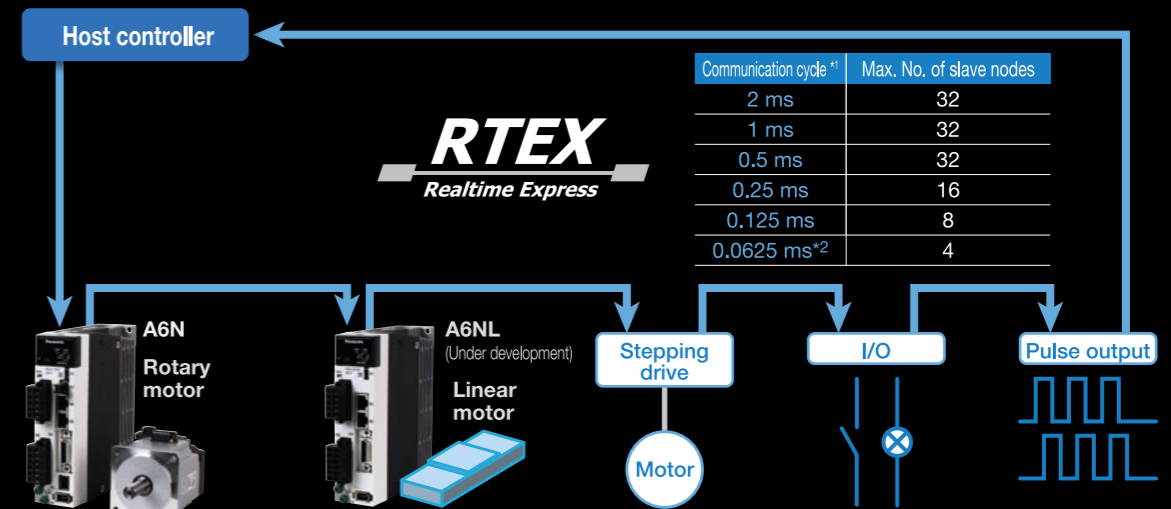 Host controller
Communication cycle *1 Max. No. of slave nodes
2 ms 32
1 ms 32
0.5 ms 32
0.25 ms 16
0.125 ms 8
0.0625 ms*2 4
RTEX
Realtime Express
A6N
Rotary
motor
A6NL
(Under development)
Linear
motor
Stepping
drive
Motor
I/O
Pulse output
Panasonic
Panasonic